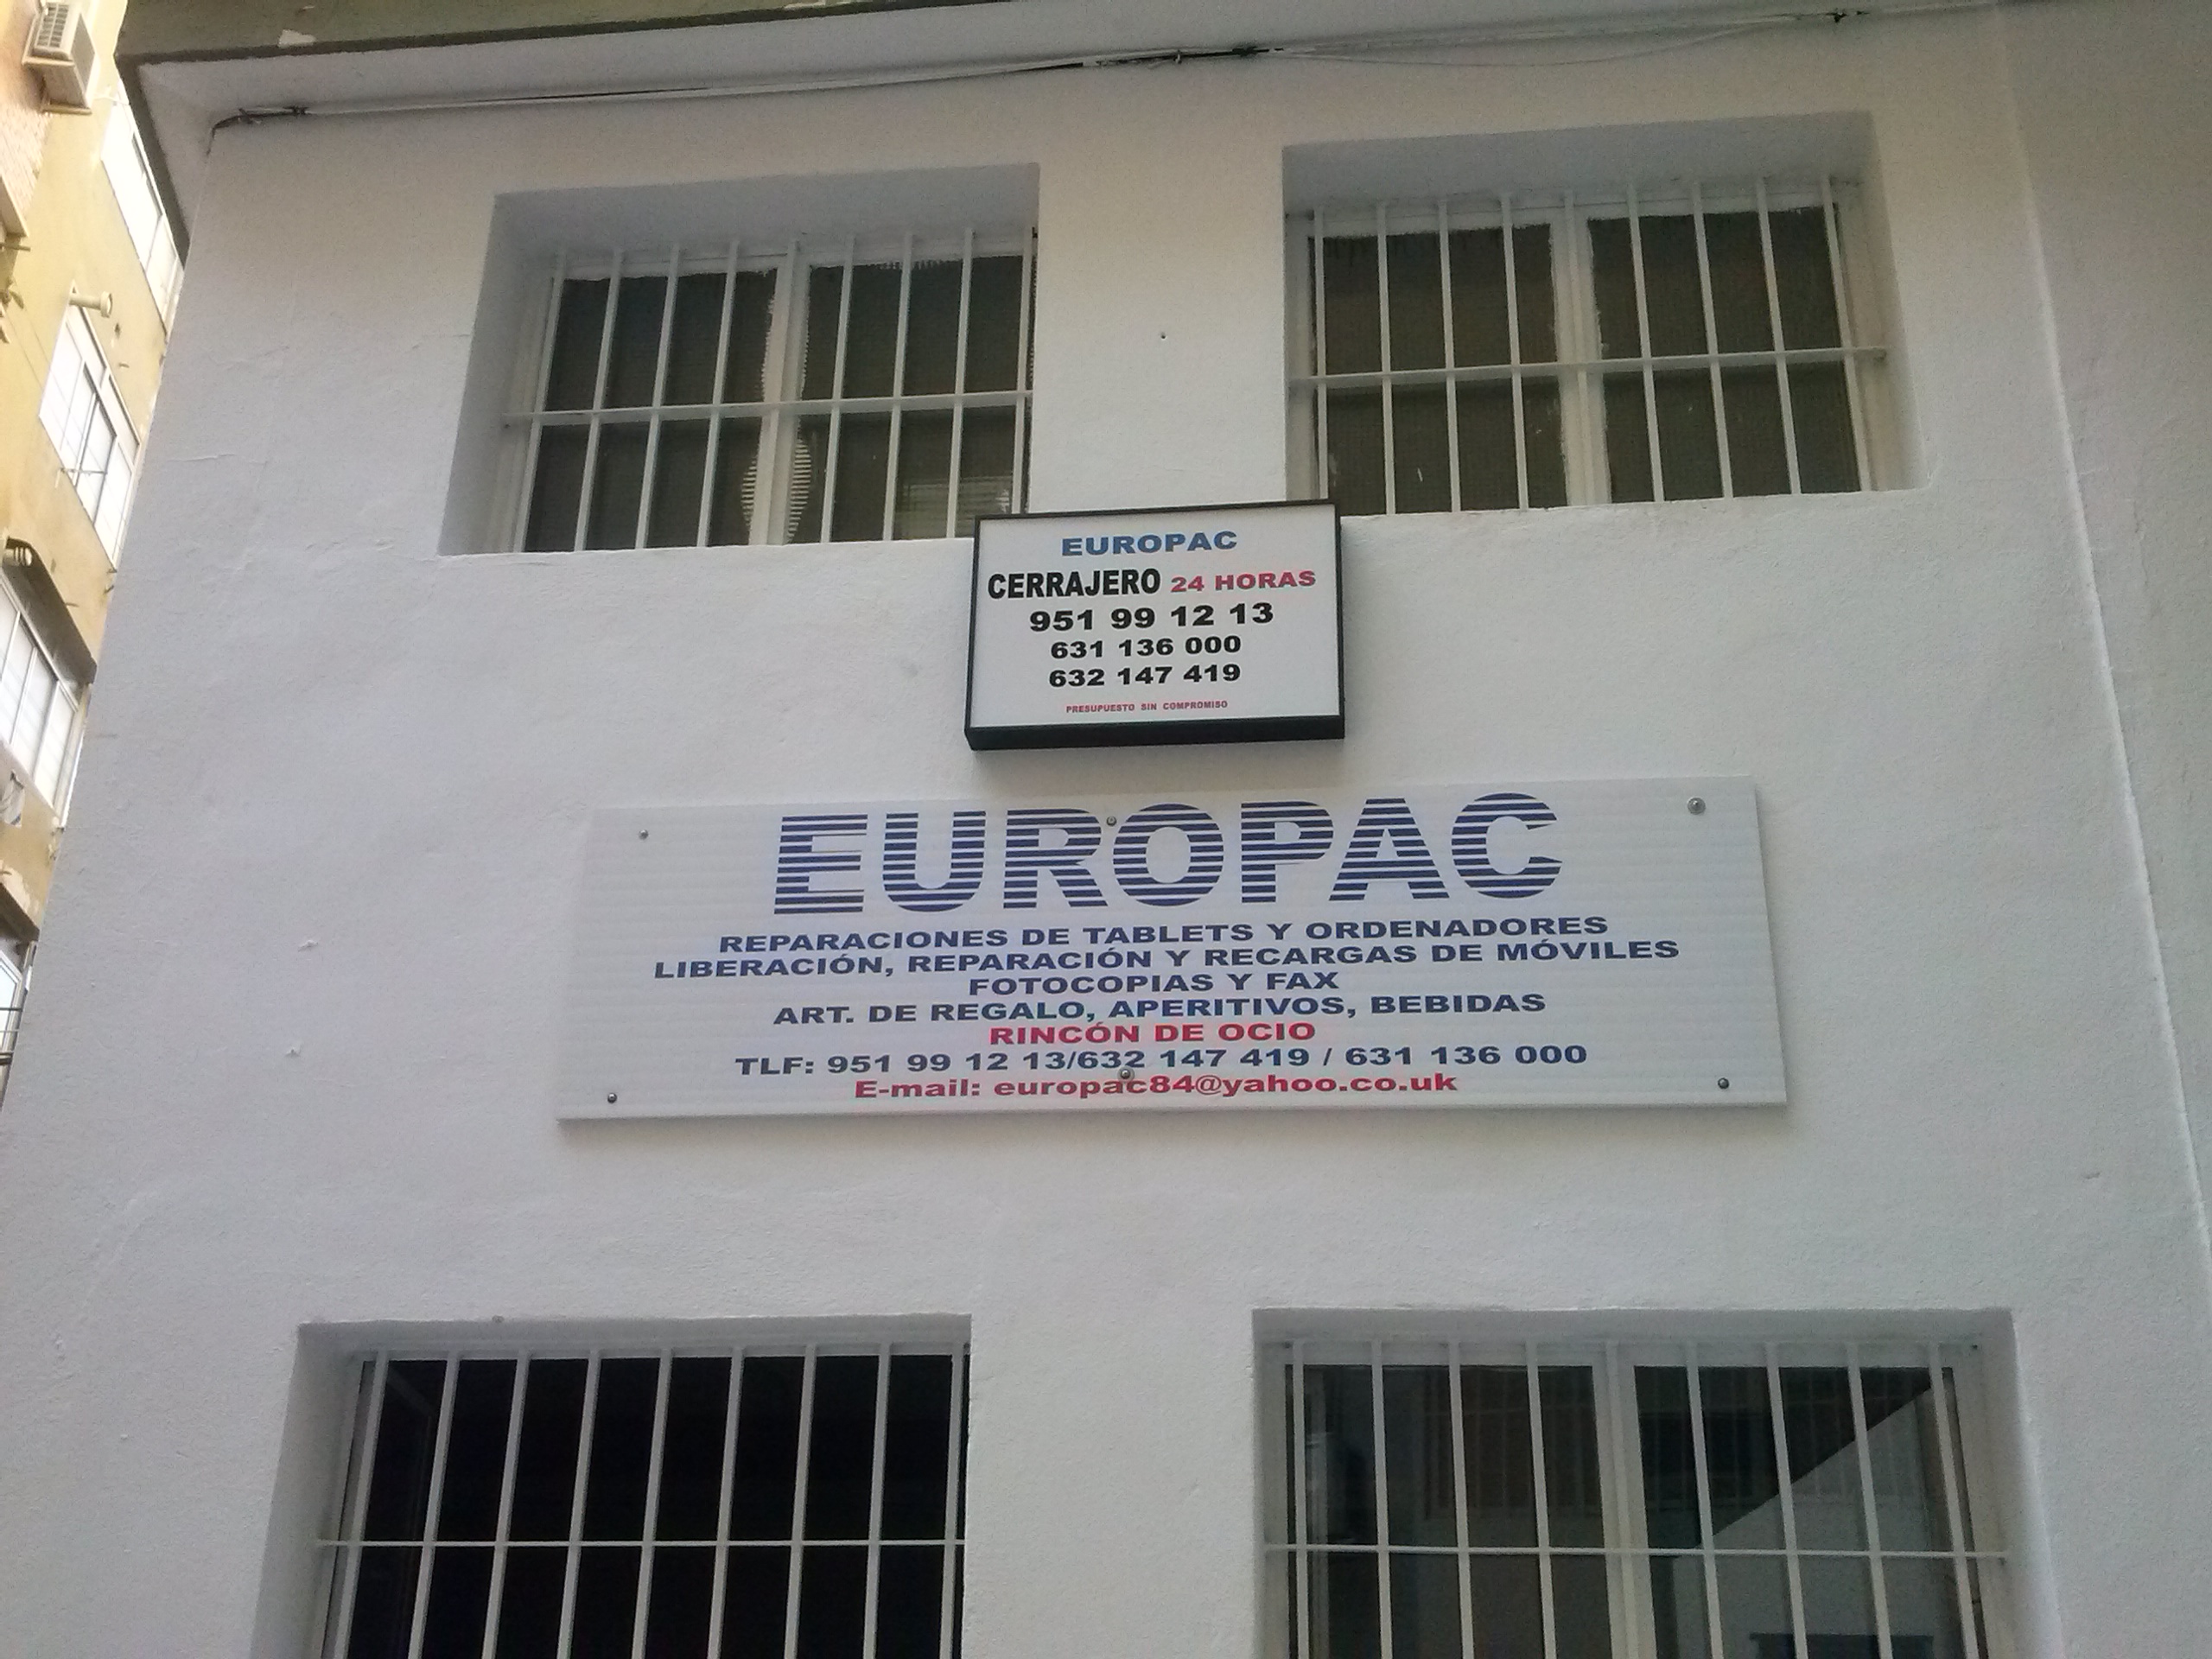 EUROPAC
CERRAJERO 24 HORAS
951 99 12 13
631 136 000
632 147 419
PRESUPUESTO SIN COMPROMISO
EUROPAC
REPARACIONES DE TABLETS Y ORDENADORES
LIBERACIÓN, REPARACIÓN Y RECARGAS DE MÓVILES
FOTOCOPIAS Y FAX
ART. DE REGALO, APERITIVOS, BEBIDAS
RINCÓN DE OCIO
TLF: 951 99 12 13/632 147 419 / 631 136 000
E-mail: europac84@yahoo.co.uk